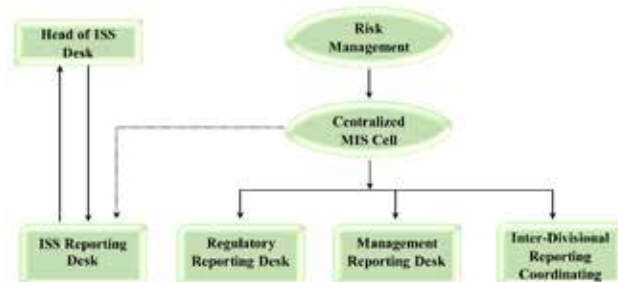 Head of ISS
Desk
Risk
Management
Centralized
MIS Cell
ISS Reporting
Desk
Regulatory
Reporting Desk
Management
Reporting Desk
Inter-Divisional
Reporting
Coordinating